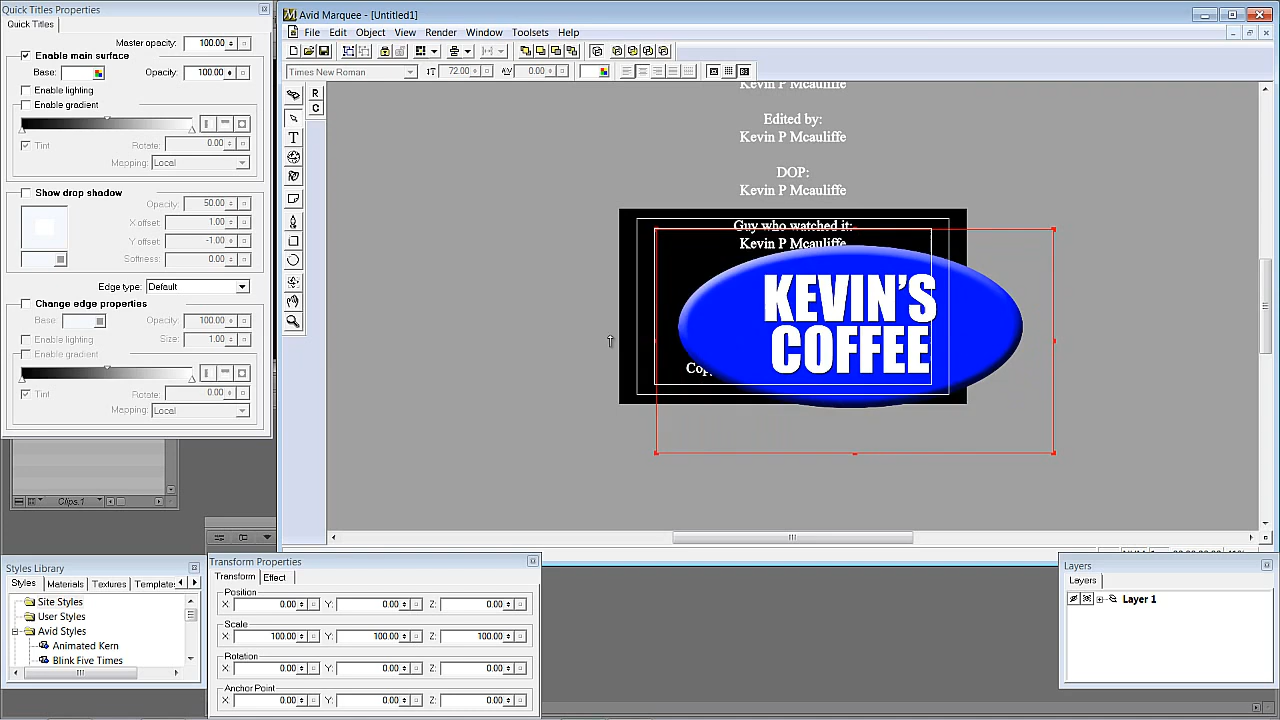 Quick Titles Properties
Quick Titles
Master opacity: 100.00
Enable main surface
Base: Opacity: 100.00
Enable lighting
Enable gradient
Tint Rotate: 0.00
Mapping: Local
Show drop shadow
Opacity: 50.00
X offset: 1.00
Y offset: -1.00
Softness: 0.00
Edge type: Default
Change edge properties
Base: Opacity: 100.00
Enable lighting Size: 1.00
Enable gradient
Tint Rotate: 0.00
Mapping: Local
Clips.1
Avid Marquee - [Untitled1]
File Edit Object View Render Window Toolsets Help
Times New Roman 72.00 0.00
R
C
Kevin P Mcauliffe
Edited by:
Kevin P Mcauliffe
DOP:
Kevin P Mcauliffe
Guy who watched it:
Kevin P Mcauliffe
KEVIN'S
COFFEE
Styles Library
Styles Materials Textures Template
Site Styles
User Styles
Avid Styles
Animated Kern
Blink Five Times
Transform Properties
Transform Effect
Position
X 0.00 Y: 0.00 Z: 0.00
Scale
X 100.00 Y: 100.00 Z: 100.00
Rotation
X 0.00 Y: 0.00 Z: 0.00
Anchor Point
X 0.00 Y: 0.00 Z: 0.00
Layers
Layers
Layer 1